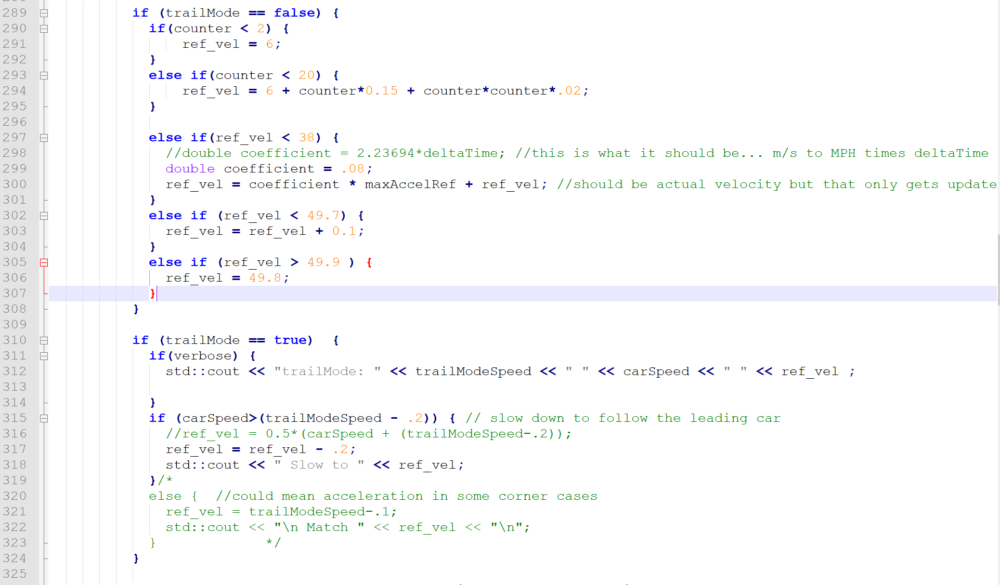 289 if (trailMode == false) {
290 if(counter < 2) {
291 ref_vel = 6;
292 }
293 else if(counter < 20) {
294 ref_vel = 6 + counter*0.15 + counter*counter*.02;
295 }
296
297 else if(ref_vel < 38) {
298 //double coefficient = 2.23694*deltaTime; //this is what it should be... m/s to MPH times deltaTime
299 double coefficient = .08;
300 ref_vel = coefficient * maxAccelRef + ref_vel; //should be actual velocity but that only gets update
301 }
302 else if (ref_vel < 49.7) {
303 ref_vel = ref_vel + 0.1;
304 }
305 else if (ref_vel > 49.9 ) {
306 ref_vel = 49.8;
307 }
308 }
309
310 if (trailMode == true)  {
311 if(verbose) {
312 std::cout << "trailMode: " << trailModeSpeed << " " << carSpeed << " " << ref_vel ;
313
314 }
315 if (carSpeed>(trailModeSpeed - .2)) { // slow down to follow the leading car
316 //ref_vel = 0.5*(carSpeed + (trailModeSpeed-.2));
317 ref_vel = ref_vel - .2;
318 std::cout << " Slow to " << ref_vel;
319 }/*
320 else {  //could mean acceleration in some corner cases
321 ref_vel = trailModeSpeed-.1;
322 std::cout << "\n Match " << ref_vel << "\n";
323 } */
324 }
325